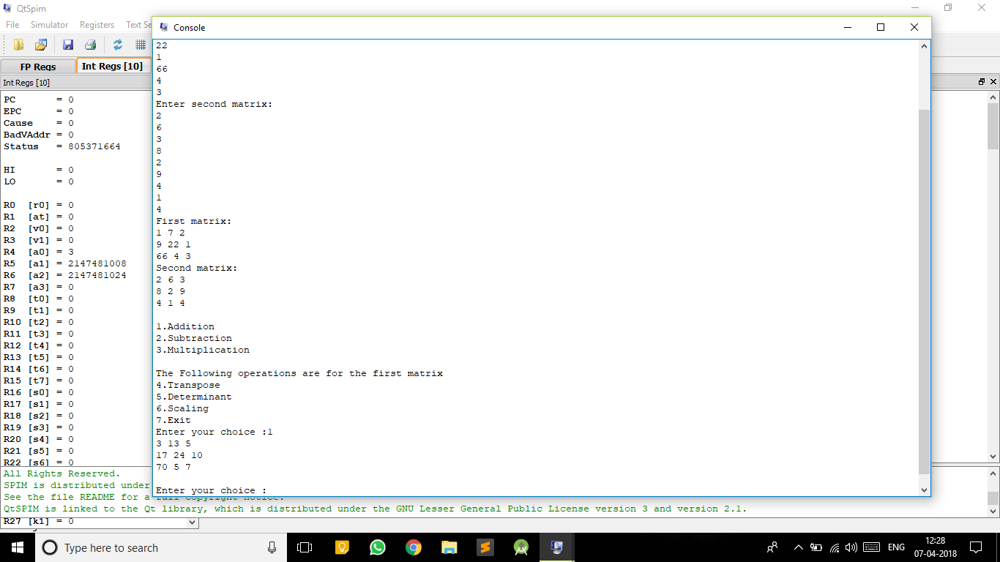 QtSpim
File Simulator Registers Text Se
Console
FP Regs Int Regs [10]
Int Regs [10]
PC = 0
EPC = 0
Cause = 0
BadVAddr = 0
Status = 805371664
HI = 0
LO = 0
R0 [r0] = 0
R1 [at] = 0
R2 [v0] = 0
R3 [v1] = 0
R4 [a0] = 3
R5 [a1] = 2147481008
R6 [a2] = 2147481024
R7 [a3] = 0
R8 [t0] = 0
R9 [t1] = 0
R10 [t2] = 0
R11 [t3] = 0
R12 [t4] = 0
R13 [t5] = 0
R14 [t6] = 0
R15 [t7] = 0
R16 [s0] = 0
R17 [s1] = 0
R18 [s2] = 0
R19 [s3] = 0
R20 [s4] = 0
R21 [s5] = 0
R22 [s6] = 0
22
1
66
4
3
Enter second matrix:
2
6
3
8
2
9
4
1
4
First matrix:
1 7 2
9 22 1
66 4 3
Second matrix:
2 6 3
8 2 9
4 1 4
1.Addition
2.Subtraction
3.Multiplication
The Following operations are for the first matrix
4.Transpose
5.Determinant
6.Scaling
7.Exit
Enter your choice :1
3 13 5
17 24 10
70 5 7
Enter your choice :
All Rights Reserved.
SPIM is distributed under
See the file README for a full copyright notice.
QtSPIM is linked to the Qt library, which is distributed under the GNU Lesser General Public License version 3 and version 2.1.
R27 [k1] = 0
Type here to search
ENG
12:28
07-04-2018